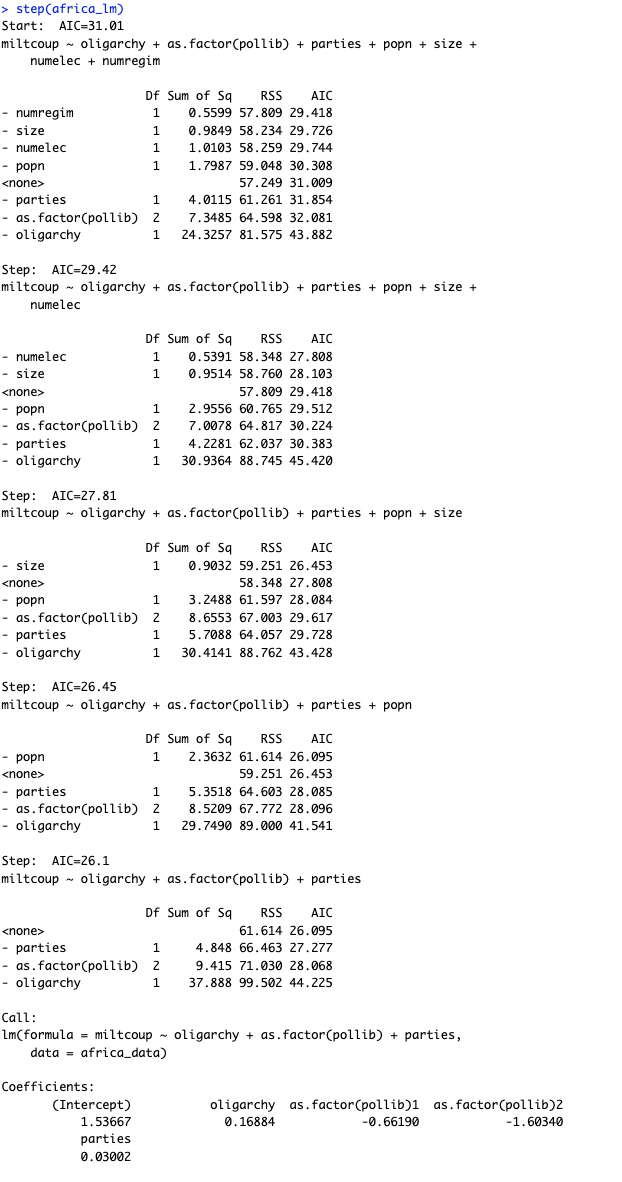 > step(africa_lm)
Start:  AIC=31.01
miltcoup ~ oligarchy + as.factor(pollib) + parties + popn + size +
    numelec + numregim

                    Df Sum of Sq    RSS    AIC
- numregim           1    0.5599 57.809 29.418
- size               1    0.9849 58.234 29.726
- numelec            1    1.0103 58.259 29.744
- popn               1    1.7987 59.048 30.308
<none>                           57.249 31.009
- parties            1    4.0115 61.261 31.854
- as.factor(pollib)  2    7.3485 64.598 32.081
- oligarchy          1   24.3257 81.575 43.882

Step:  AIC=29.42
miltcoup ~ oligarchy + as.factor(pollib) + parties + popn + size +
    numelec

                    Df Sum of Sq    RSS    AIC
- numelec            1    0.5391 58.348 27.808
- size               1    0.9514 58.760 28.103
<none>                           57.809 29.418
- popn               1    2.9556 60.765 29.512
- as.factor(pollib)  2    7.0078 64.817 30.224
- parties            1    4.2281 62.037 30.383
- oligarchy          1   30.9364 88.745 45.420

Step:  AIC=27.81
miltcoup ~ oligarchy + as.factor(pollib) + parties + popn + size

                    Df Sum of Sq    RSS    AIC
- size               1    0.9032 59.251 26.453
<none>                           58.348 27.808
- popn               1    3.2488 61.597 28.084
- as.factor(pollib)  2    8.6553 67.003 29.617
- parties            1    5.7088 64.057 29.728
- oligarchy          1   30.4141 88.762 43.428

Step:  AIC=26.45
miltcoup ~ oligarchy + as.factor(pollib) + parties + popn

                    Df Sum of Sq    RSS    AIC
- popn               1    2.3632 61.614 26.095
<none>                           59.251 26.453
- parties            1    5.3518 64.603 28.085
- as.factor(pollib)  2    8.5209 67.772 28.096
- oligarchy          1   29.7490 89.000 41.541

Step:  AIC=26.1
miltcoup ~ oligarchy + as.factor(pollib) + parties

                    Df Sum of Sq    RSS    AIC
<none>                           61.614 26.095
- parties            1     4.848 66.463 27.277
- as.factor(pollib)  2     9.415 71.030 28.068
- oligarchy          1    37.888 99.502 44.225

Call:
lm(formula = miltcoup ~ oligarchy + as.factor(pollib) + parties,
    data = africa_data)

Coefficients:
       (Intercept)           oligarchy  as.factor(pollib)1  as.factor(pollib)2
           1.53667             0.16884            -0.66190            -1.60340
           parties
           0.03002